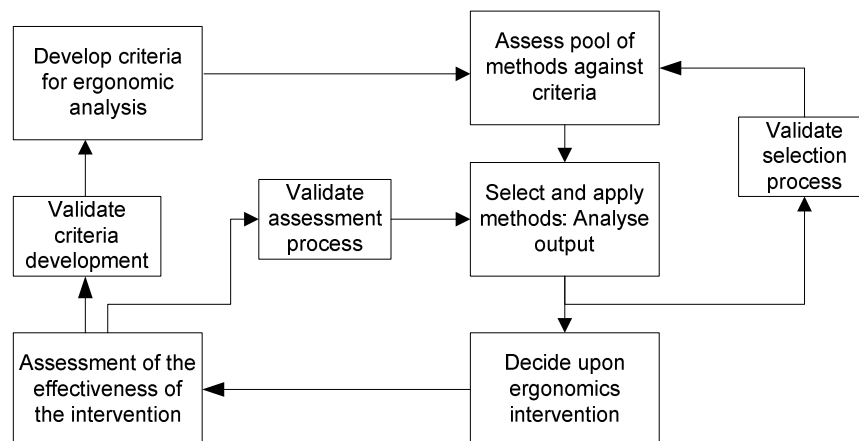 Develop criteria
for ergonomic
analysis
Assess pool of
methods against
criteria
Validate
selection
process
Validate
criteria
development
Validate
assessment
process
Select and apply
methods: Analyse
output
Assessment of the
effectiveness of
the intervention
Decide upon
ergonomics
intervention